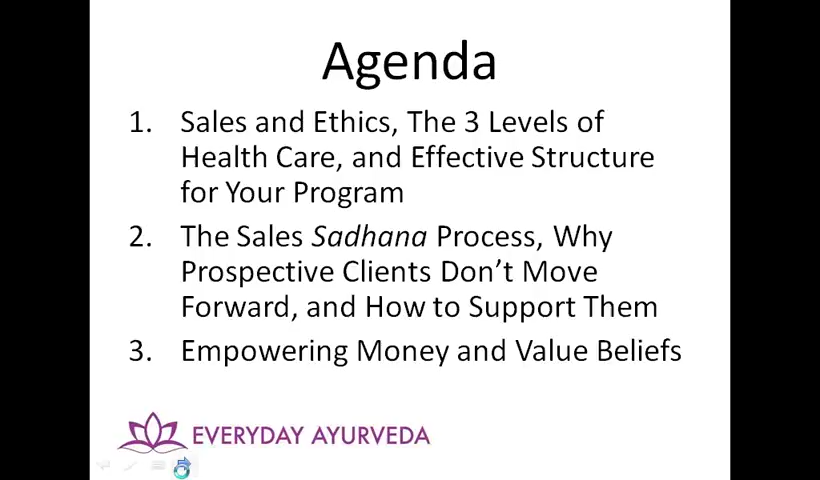 Agenda
1. Sales and Ethics, The 3 Levels of
Health Care, and Effective Structure
for Your Program
2. The Sales Sadhana Process, Why
Prospective Clients Don’t Move
Forward, and How to Support Them
3. Empowering Money and Value Beliefs
EVERYDAY AYURVEDA